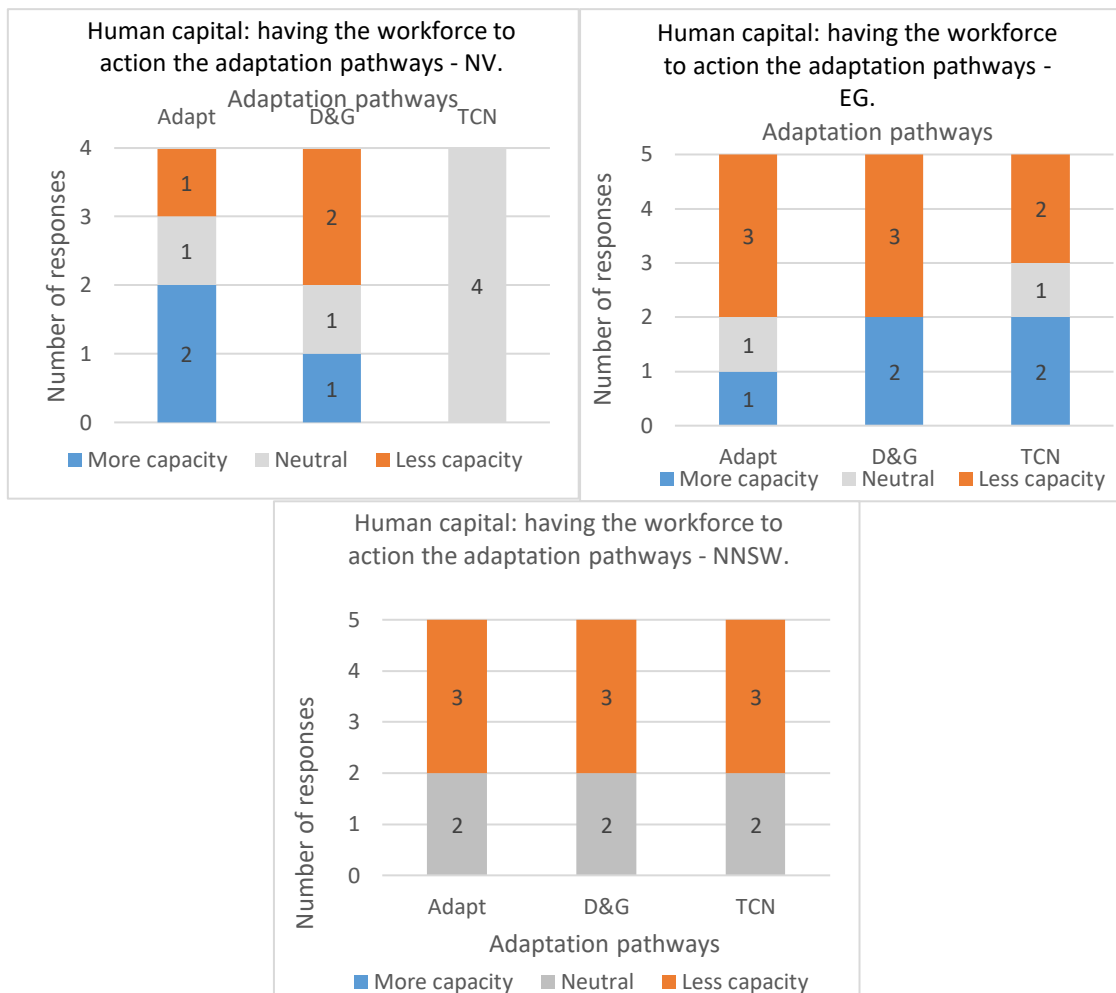 Human capital: having the workforce to
action the adaptation pathways - NV.
Adaptation pathways
Adapt D&G TCN
Number of responses
4
3
2
1
0
1
1
2
2
1
1
4
More capacity Neutral Less capacity
Human capital: having the workforce
to action the adaptation pathways -
EG.
Adaptation pathways
Number of responses
5
4
3
2
1
0
3
1
1
3
2
2
1
2
Adapt D&G TCN
More capacity Neutral Less capacity
Human capital: having the workforce to
action the adaptation pathways - NNSW.
Number of responses
5
4
3
2
1
0
3 3 3
2 2 2
Adapt D&G TCN
Adaptation pathways
More capacity Neutral Less capacity